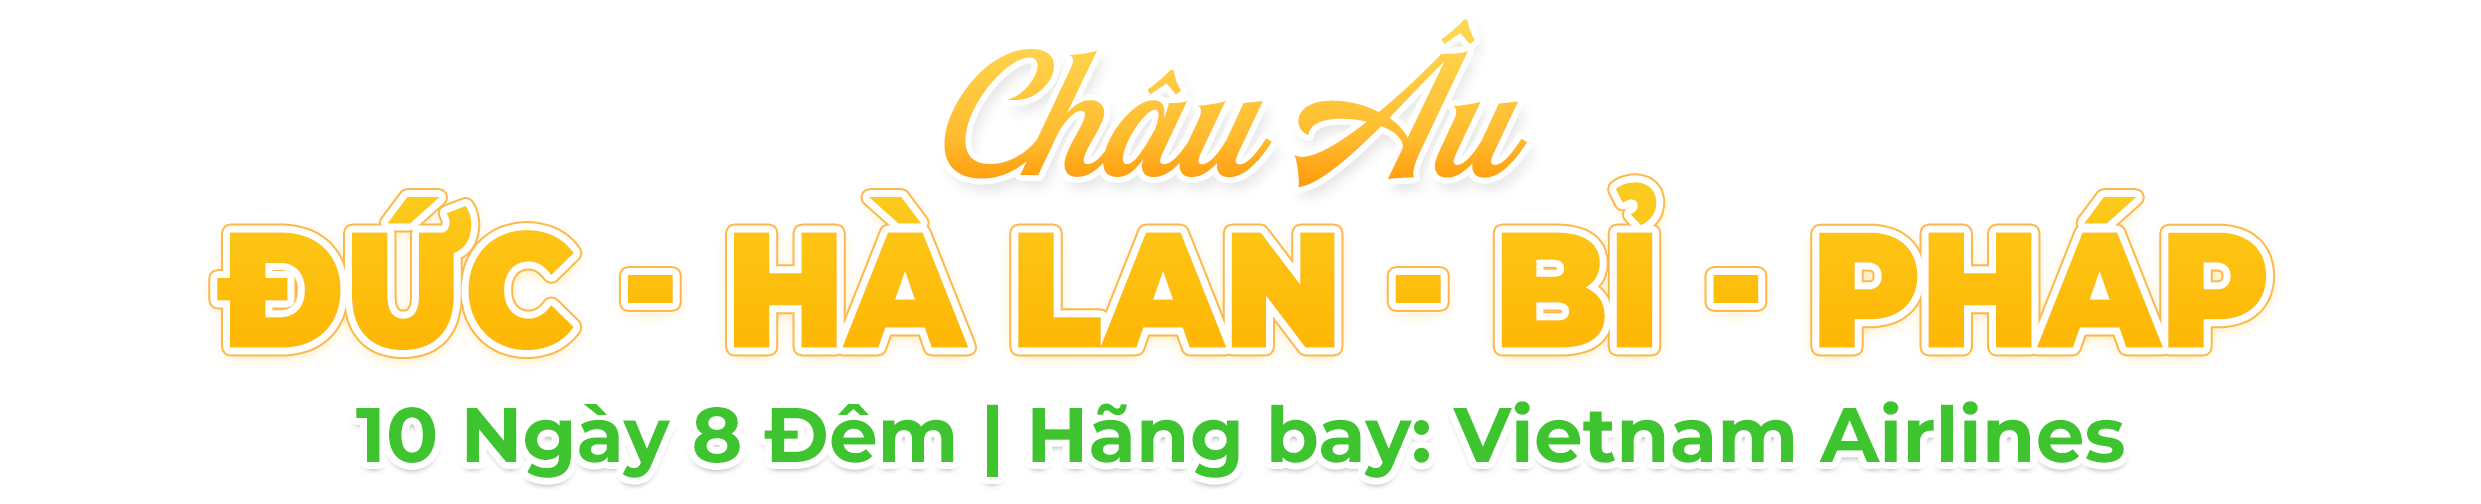 Châu Âu
ĐỨC - HÀ LAN - BỈ - PHÁP
10 Ngày 8 Đêm | Hãng bay: Vietnam Airlines